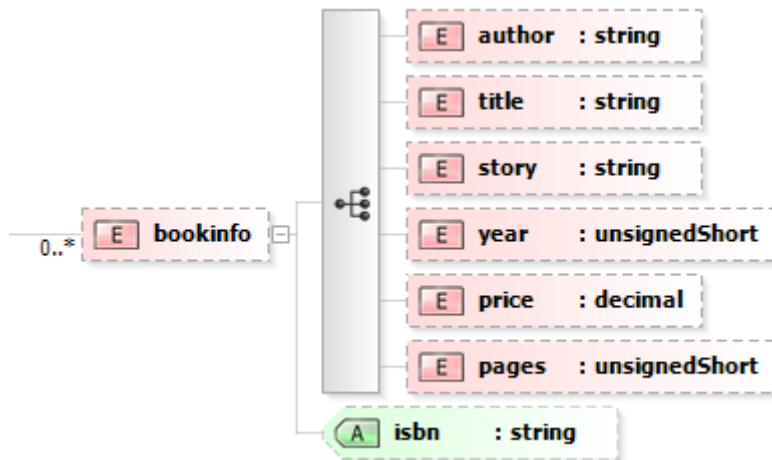 E author : string
E title : string
E story : string
E bookinfo
0..*
E year : unsignedShort
E price : decimal
E pages : unsignedShort
A isbn : string